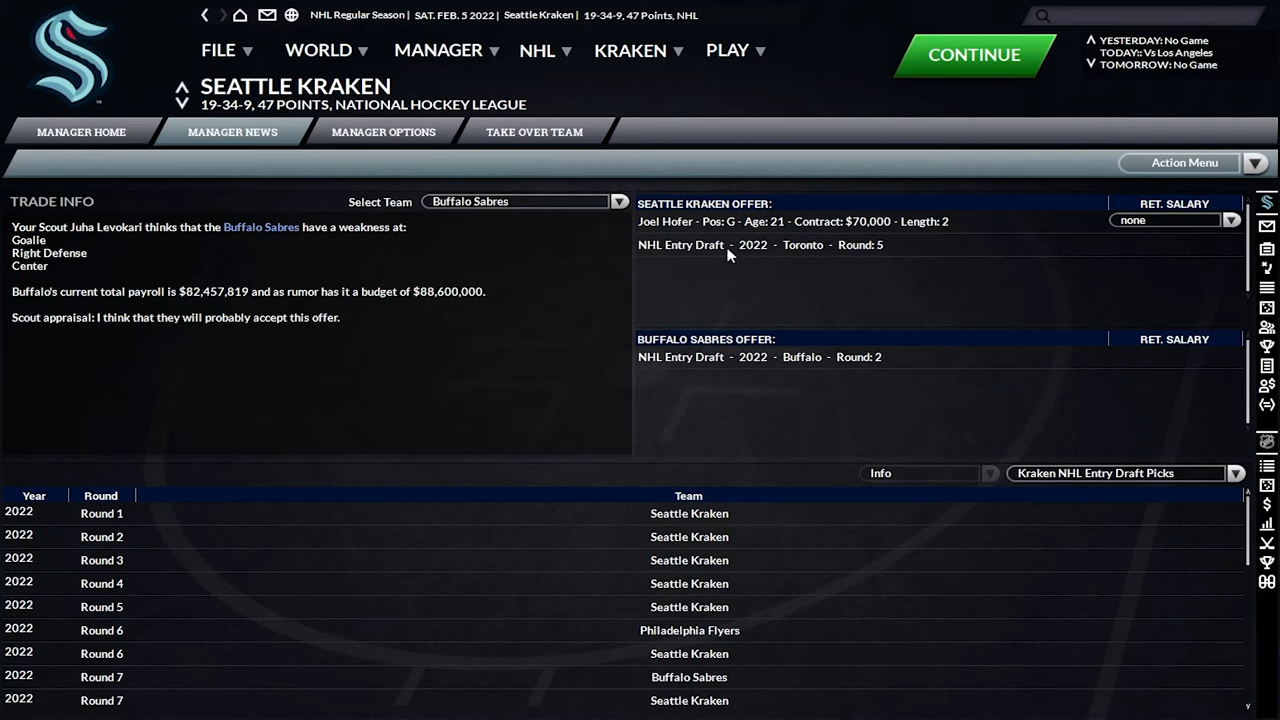 NHL Regular Season | SAT. FEB. 5 2022 | Seattle Kraken | 19-34-9, 47 Points, NHL
FILE WORLD MANAGER NHL KRAKEN PLAY
CONTINUE
YESTERDAY: No Game
TODAY: Vs Los Angeles
TOMORROW: No Game
SEATTLE KRAKEN
19-34-9, 47 POINTS, NATIONAL HOCKEY LEAGUE
MANAGER HOME MANAGER NEWS MANAGER OPTIONS TAKE OVER TEAM
Action Menu
TRADE INFO Select Team Buffalo Sabres
Your Scout Juha Levokari thinks that the Buffalo Sabres have a weakness at:
Goalie
Right Defense
Center
Buffalo's current total payroll is $82,457,819 and as rumor has it a budget of $88,600,000.
Scout appraisal: I think that they will probably accept this offer.
SEATTLE KRAKEN OFFER: RET. SALARY
Joel Hofer - Pos: G - Age: 21 - Contract: $70,000 - Length: 2 none
NHL Entry Draft - 2022 - Toronto - Round: 5
BUFFALO SABRES OFFER: RET. SALARY
NHL Entry Draft - 2022 - Buffalo - Round: 2
Info Kraken NHL Entry Draft Picks
Year Round Team
2022 Round 1 Seattle Kraken
2022 Round 2 Seattle Kraken
2022 Round 3 Seattle Kraken
2022 Round 4 Seattle Kraken
2022 Round 5 Seattle Kraken
2022 Round 6 Philadelphia Flyers
2022 Round 6 Seattle Kraken
2022 Round 7 Buffalo Sabres
2022 Round 7 Seattle Kraken